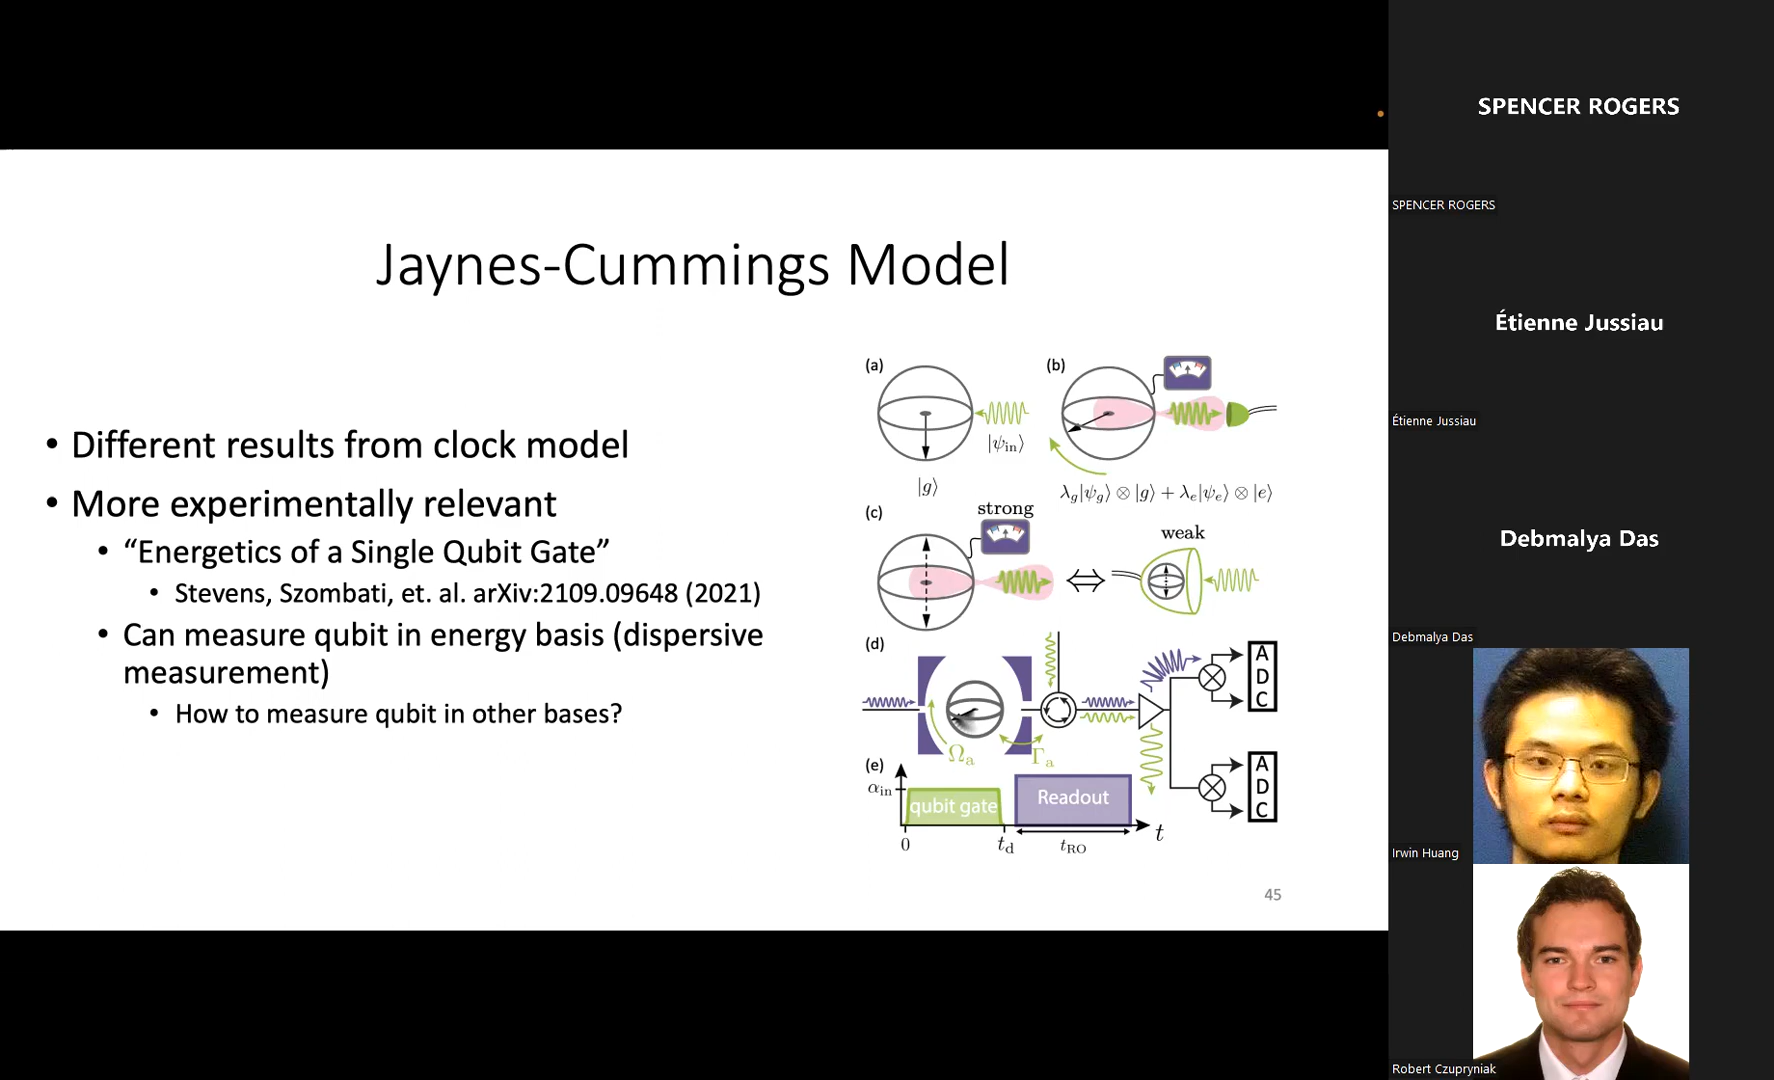 Jaynes-Cummings Model
• Different results from clock model
• More experimentally relevant
• “Energetics of a Single Qubit Gate”
• Stevens, Szombati, et. al. arXiv:2109.09648 (2021)
• Can measure qubit in energy basis (dispersive
measurement)
• How to measure qubit in other bases?
(a)
|ψin⟩
|g⟩
(b)
λg|ψg⟩ ⊗ |g⟩ + λe|ψe⟩ ⊗ |e⟩
(c)
strong
weak
(d)
Ωa
Γa
A
D
C
A
D
C
(e)
αin
qubit gate
Readout
0
td
tRO
t
45
SPENCER ROGERS
SPENCER ROGERS
Étienne Jussiau
Étienne Jussiau
Debmalya Das
Debmalya Das
Irwin Huang
Robert Czupryniak